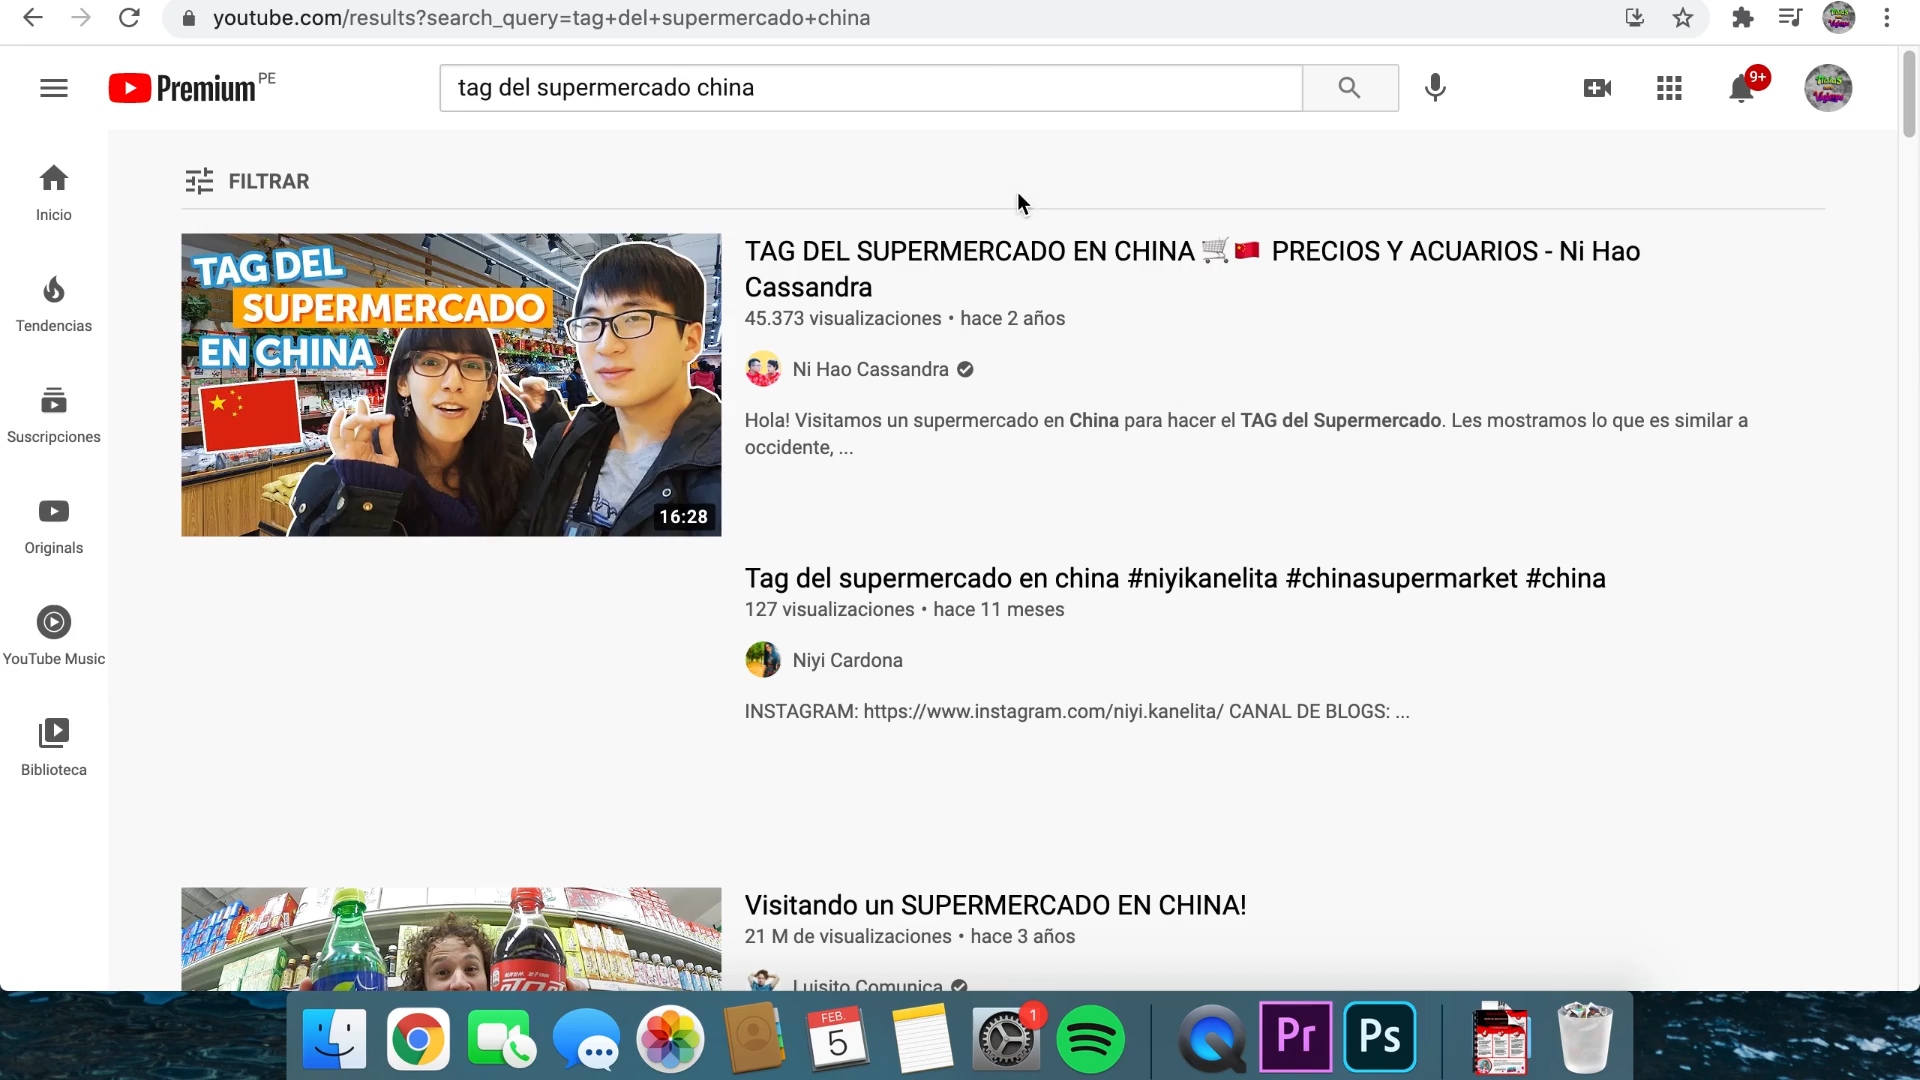 youtube.com/results?search_query=tag+del+supermercado+china
Premium PE
tag del supermercado china
9+
FILTRAR
Inicio
Tendencias
Suscripciones
Originals
YouTube Music
Biblioteca
TAG DEL
SUPERMERCADO
EN CHINA
16:28
TAG DEL SUPERMERCADO EN CHINA 🛒🇨🇳 PRECIOS Y ACUARIOS - Ni Hao
Cassandra
45.373 visualizaciones • hace 2 años
Ni Hao Cassandra
Hola! Visitamos un supermercado en China para hacer el TAG del Supermercado. Les mostramos lo que es similar a
occidente, ...
Tag del supermercado en china #niyikanelita #chinasupermarket #china
127 visualizaciones • hace 11 meses
Niyi Cardona
INSTAGRAM: https://www.instagram.com/niyi.kanelita/ CANAL DE BLOGS: ...
Visitando un SUPERMERCADO EN CHINA!
21 M de visualizaciones • hace 3 años
Luisito Comunica
FEB.
5
1
Pr
Ps